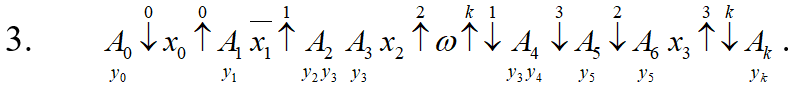 3. A₀ ↓⁰ x₀ ↑⁰ A₁ x̅₁ ↑¹ A₂ A₃ x₂ ↑² ω ↑ᵏ ↓¹ A₄ ↓³ A₅ ↓² A₆ x₃ ↑³ ↓ᵏ Aₖ .
y₀ y₁ y₂y₃ y₃ y₃y₄ y₅ y₅ yₖ